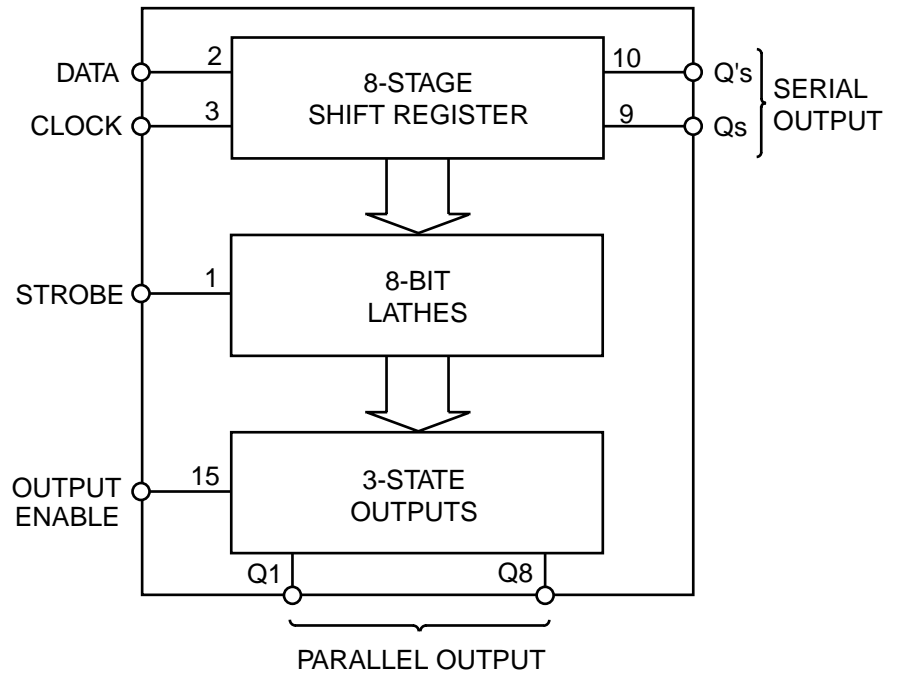 DATA
2
8-STAGE
SHIFT REGISTER
10
Q's
SERIAL
OUTPUT
CLOCK
3
9
Qs
STROBE
1
8-BIT
LATHES
OUTPUT
ENABLE
15
3-STATE
OUTPUTS
Q1
Q8
PARALLEL OUTPUT